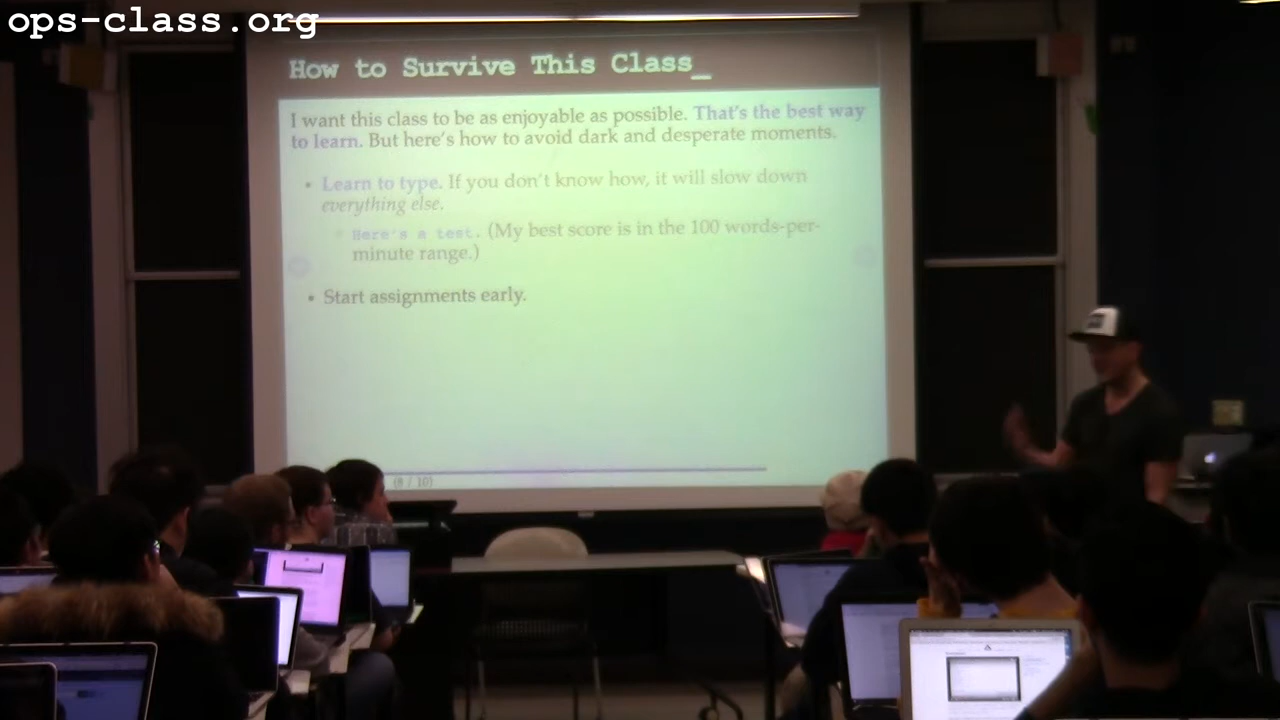 ops-class.org
How to Survive This Class_
I want this class to be as enjoyable as possible. That's the best way
to learn. But here's how to avoid dark and desperate moments.
• Learn to type. If you don't know how, it will slow down
everything else.
Here's a test. (My best score is in the 100 words-per-
minute range.)
• Start assignments early.
(8 / 10)